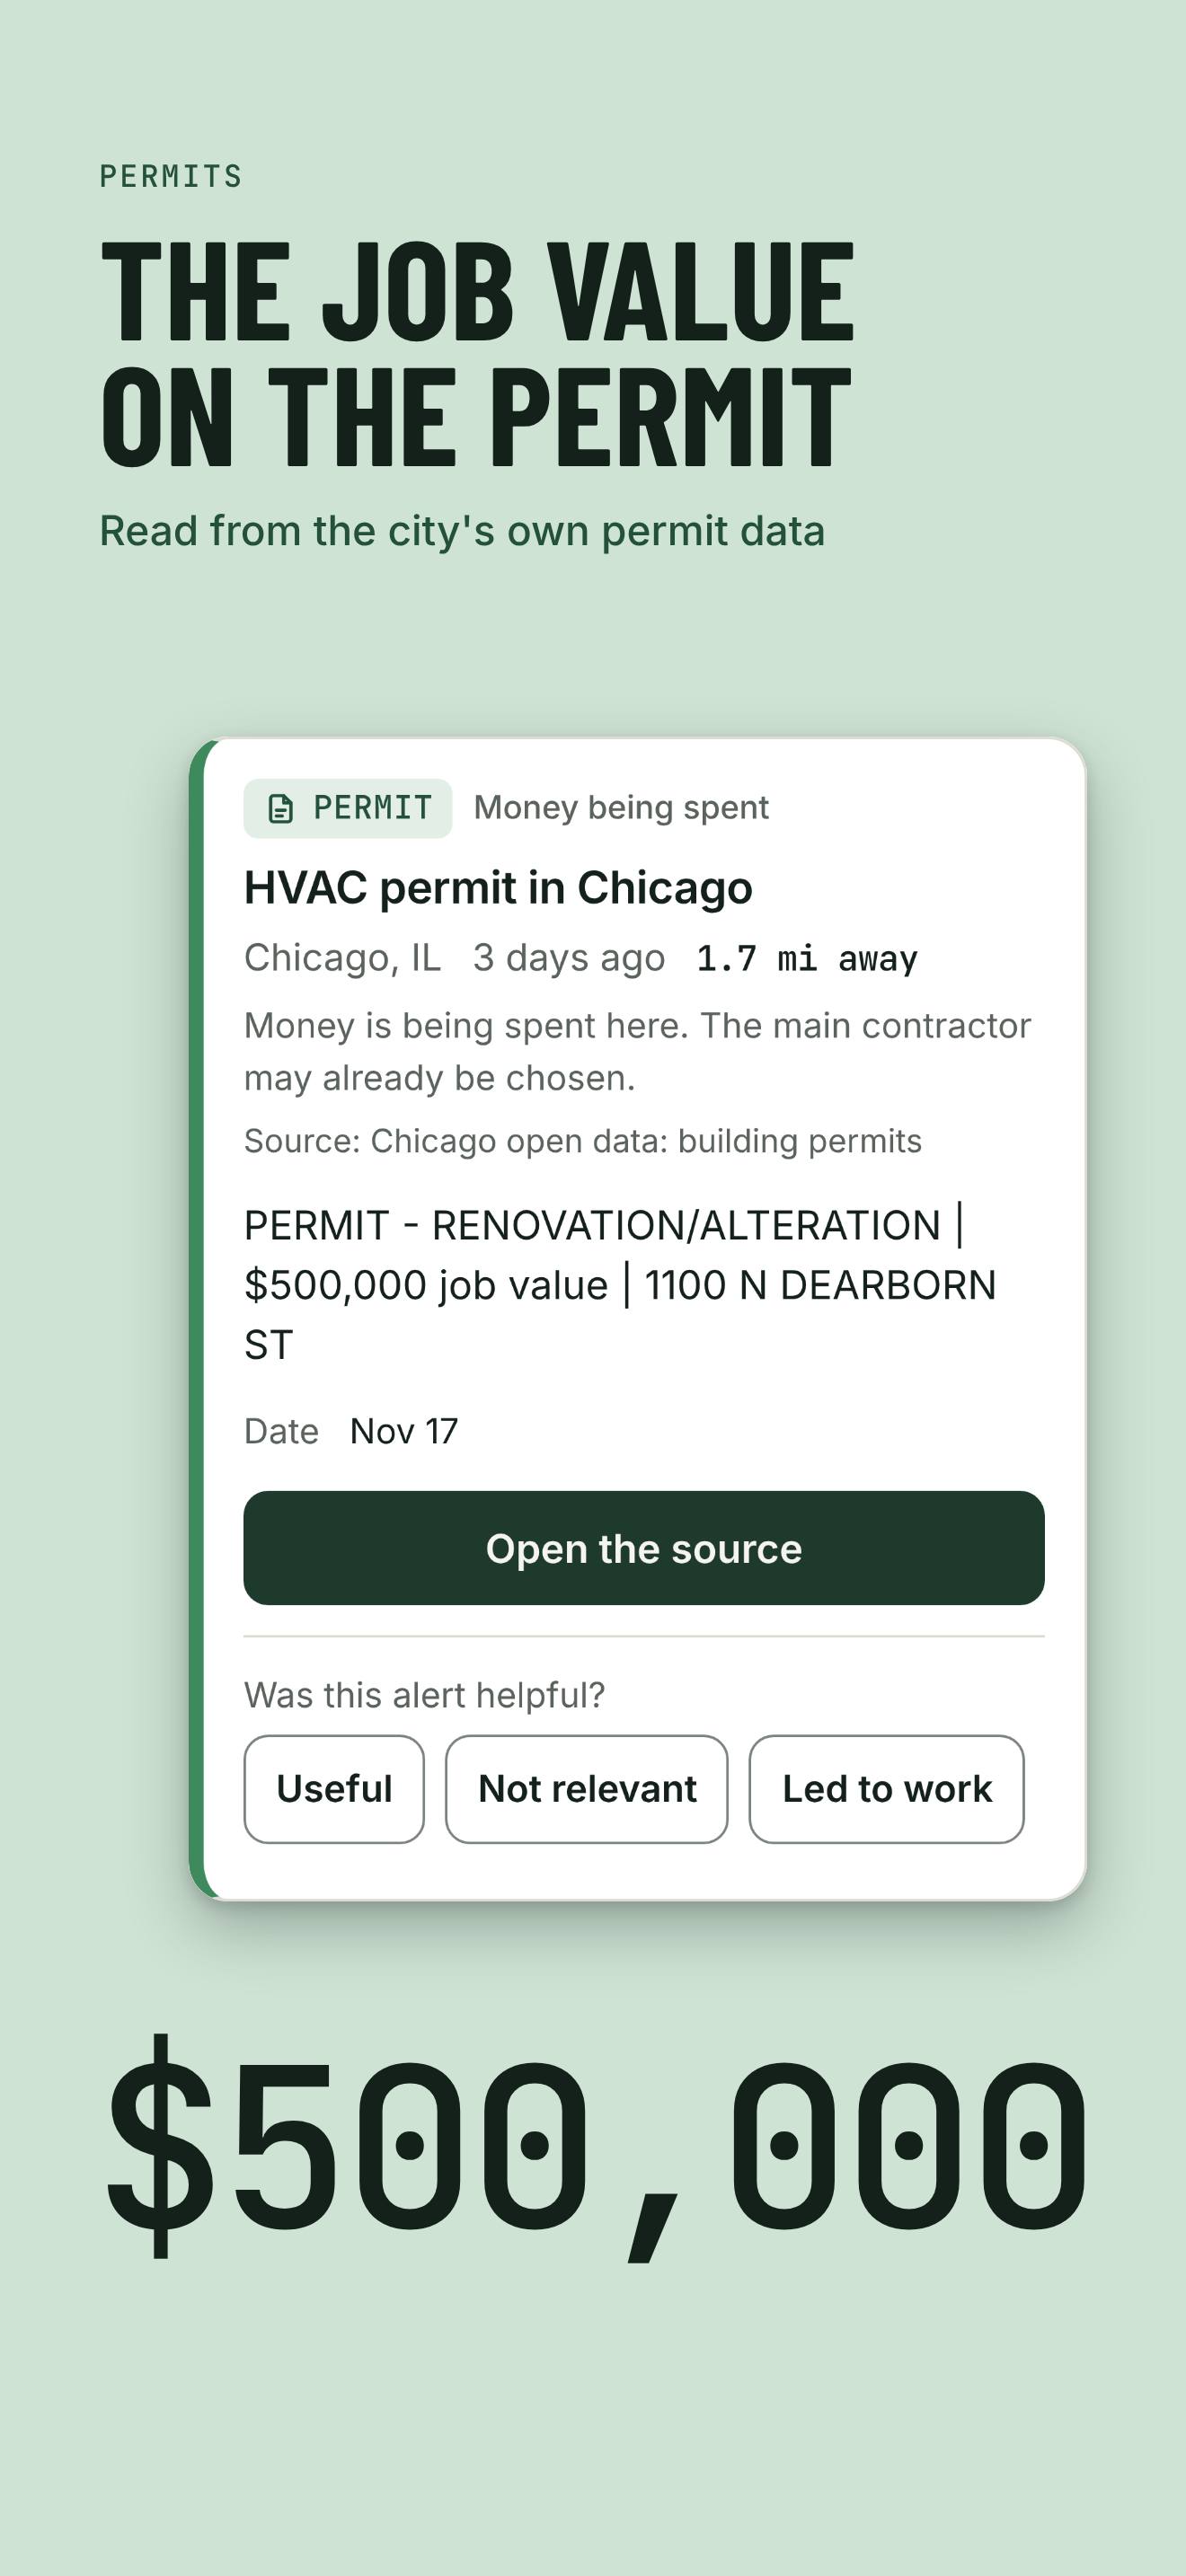 PERMITS
THE JOB VALUE
ON THE PERMIT
Read from the city's own permit data
PERMIT Money being spent
HVAC permit in Chicago
Chicago, IL 3 days ago 1.7 mi away
Money is being spent here. The main contractor
may already be chosen.
Source: Chicago open data: building permits
PERMIT - RENOVATION/ALTERATION |
$500,000 job value | 1100 N DEARBORN
ST
Date Nov 17
Open the source
Was this alert helpful?
Useful Not relevant Led to work
$500,000